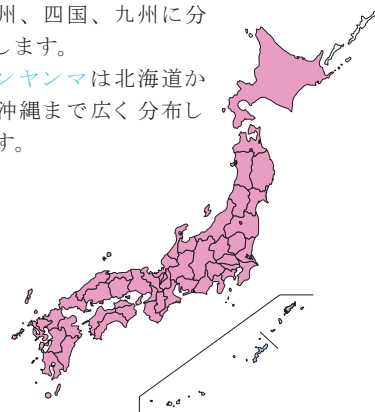 州、四国、九州に分
します。
ンヤンマは北海道か
沖縄まで広く分布し
す。